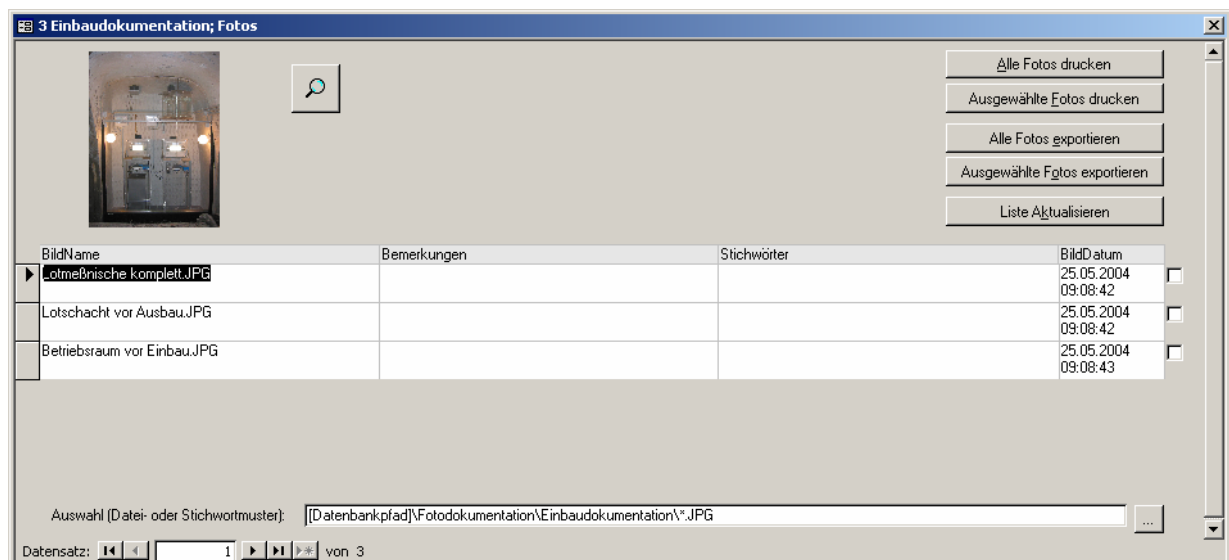 3 Einbaudokumentation; Fotos
Alle Fotos drucken
Ausgewählte Fotos drucken
Alle Fotos exportieren
Ausgewählte Fotos exportieren
Liste Aktualisieren
BildName Bemerkungen Stichwörter BildDatum
Lotmeßnische komplett.JPG 25.05.2004
09:08:42
Lotschacht vor Ausbau.JPG 25.05.2004
09:08:42
Betriebsraum vor Einbau.JPG 25.05.2004
09:08:43
Auswahl (Datei- oder Stichwortmuster): [[Datenbankpfad]\Fotodokumentation\Einbaudokumentation\*.JPG ...
Datensatz: 1 von 3